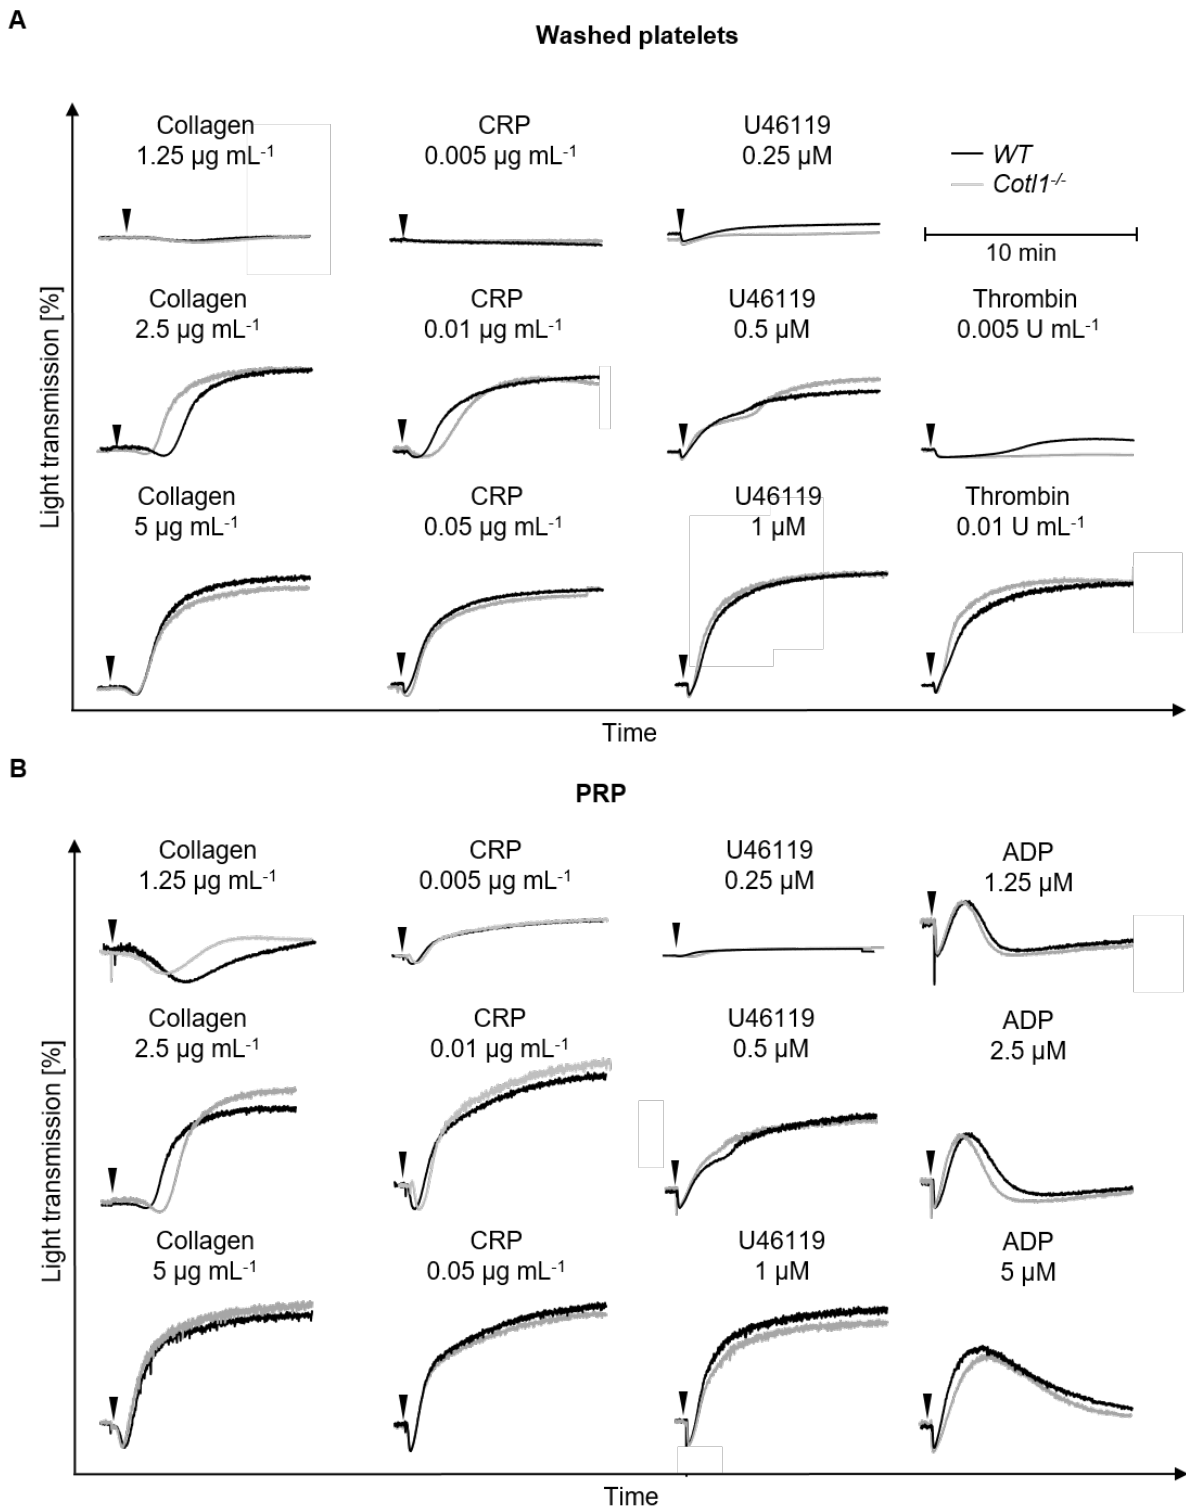 A
Washed platelets
Collagen
1.25 µg mL-1
CRP
0.005 µg mL-1
U46119
0.25 µM
WT
Cotl1-/-
10 min
Collagen
2.5 µg mL-1
CRP
0.01 µg mL-1
U46119
0.5 µM
Thrombin
0.005 U mL-1
Collagen
5 µg mL-1
CRP
0.05 µg mL-1
U46119
1 µM
Thrombin
0.01 U mL-1
Light transmission [%]
Time
B
PRP
Collagen
1.25 µg mL-1
CRP
0.005 µg mL-1
U46119
0.25 µM
ADP
1.25 µM
Collagen
2.5 µg mL-1
CRP
0.01 µg mL-1
U46119
0.5 µM
ADP
2.5 µM
Collagen
5 µg mL-1
CRP
0.05 µg mL-1
U46119
1 µM
ADP
5 µM
Light transmission [%]
Time